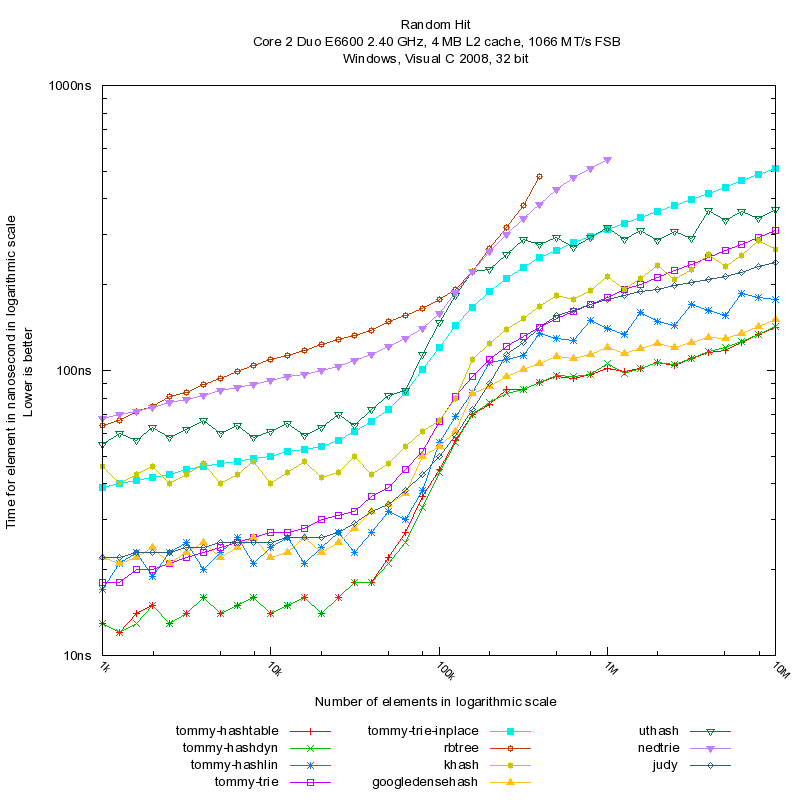 Random Hit
Core 2 Duo E6600 2.40 GHz, 4 MB L2 cache, 1066 MT/s FSB
Windows, Visual C 2008, 32 bit
1000ns
100ns
10ns
Time for element in nanosecond in logarithmic scale
Lower is better
1k 10k 100k 1M 10M
Number of elements in logarithmic scale
tommy-hashtable tommy-trie-inplace uthash
tommy-hashdyn rbtree nedtrie
tommy-hashlin khash judy
tommy-trie googledensehash